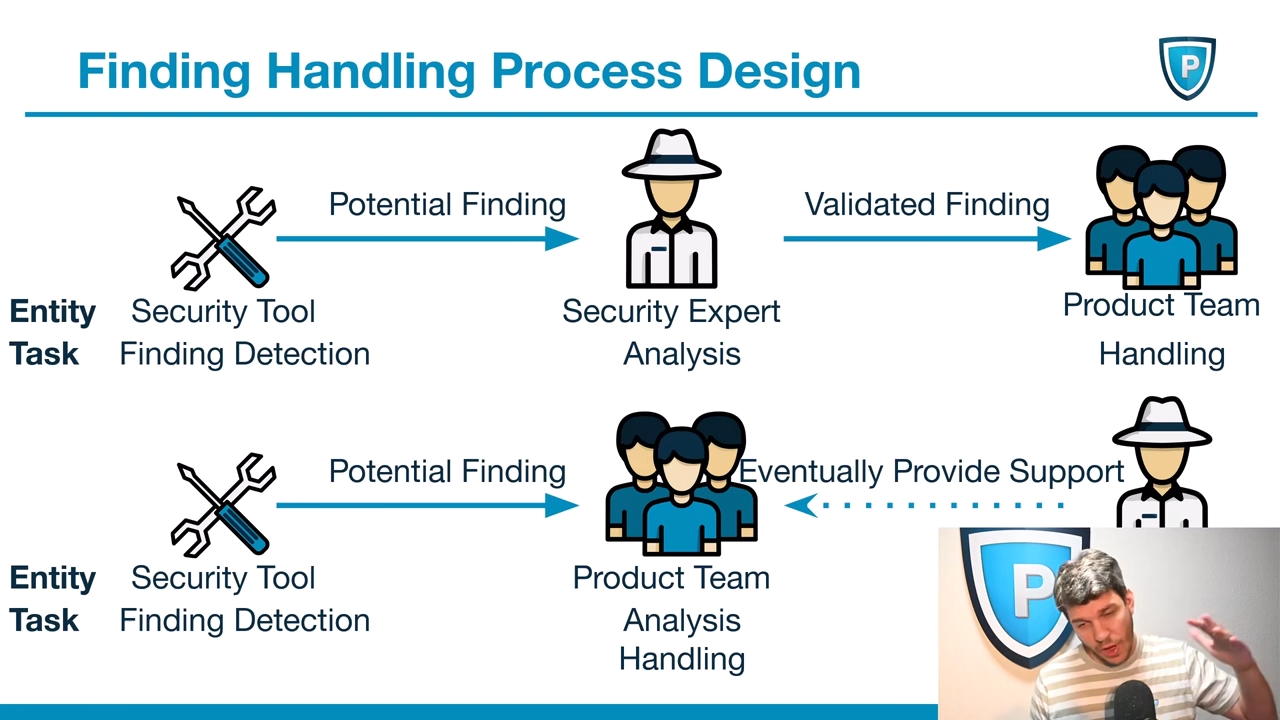 Finding Handling Process Design
P
Potential Finding
Validated Finding
Entity Security Tool Security Expert Product Team
Task Finding Detection Analysis Handling
Potential Finding
Eventually Provide Support
Entity Security Tool Product Team
Task Finding Detection Analysis
Handling
P